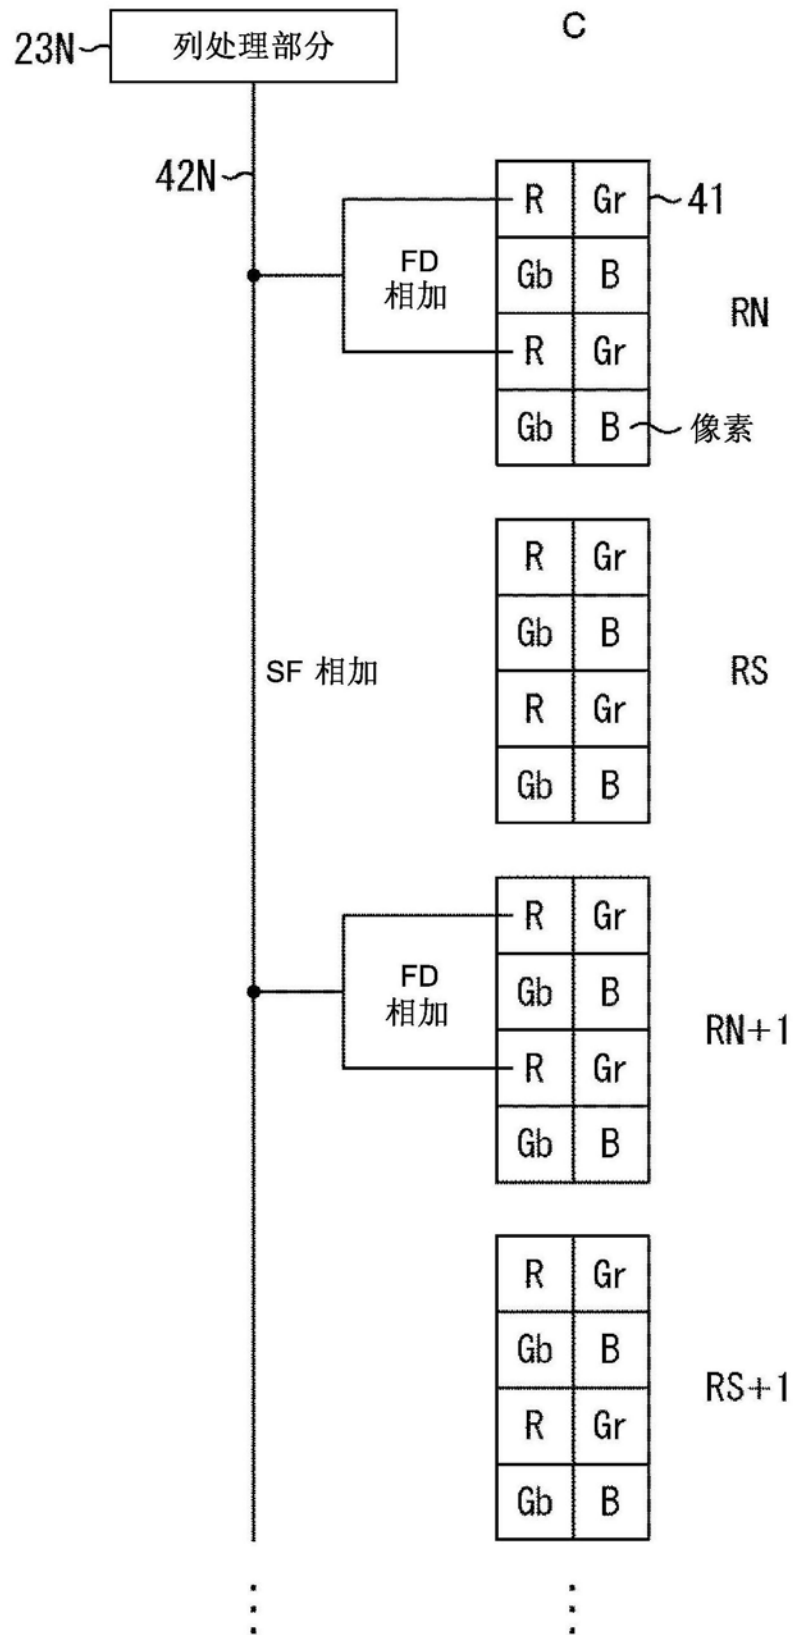 C
23N 列处理部分
42N
R Gr 41
FD
相加
Gb B
RN
R Gr
Gb B 像素
R Gr
Gb B
SF 相加
RS
R Gr
Gb B
R Gr
FD
相加
Gb B
RN+1
R Gr
Gb B
R Gr
Gb B
RS+1
R Gr
Gb B